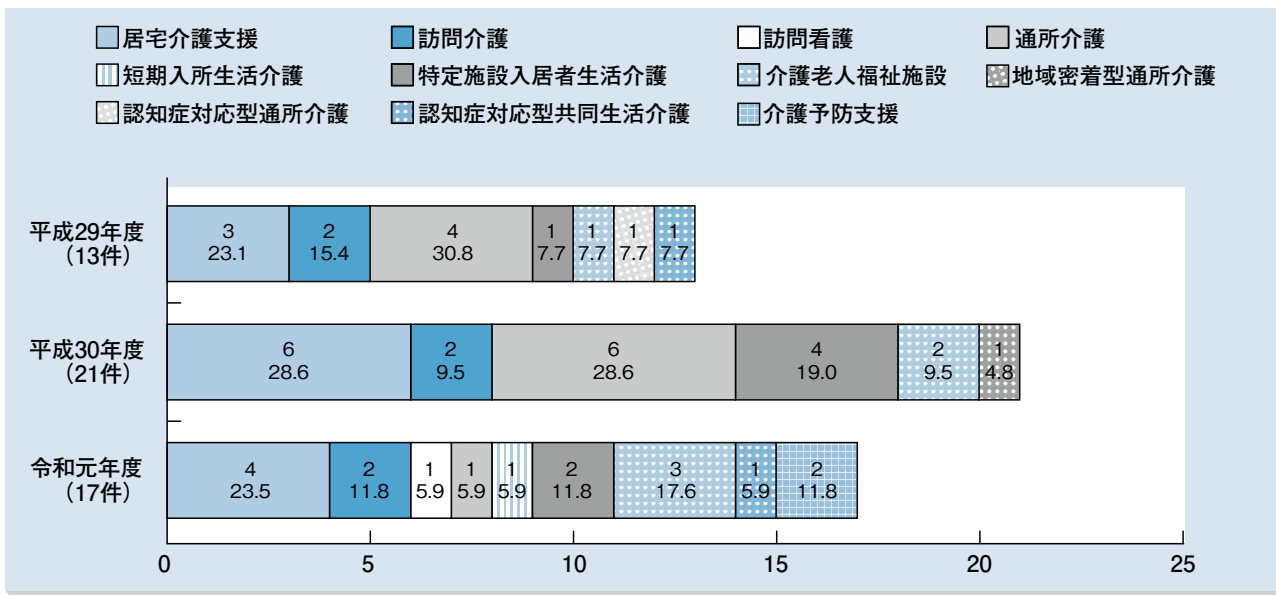 居宅介護支援 訪問介護 訪問看護 通所介護
短期入所生活介護 特定施設入居者生活介護 介護老人福祉施設 地域密着型通所介護
認知症対応型通所介護 認知症対応型共同生活介護 介護予防支援
平成29年度
（13件）
3 2 4 1 1 1 1
23.1 15.4 30.8 7.7 7.7 7.7 7.7
平成30年度
（21件）
6 2 6 4 2 1
28.6 9.5 28.6 19.0 9.5 4.8
令和元年度
（17件）
4 2 1 1 1 2 3 1 2
23.5 11.8 5.9 5.9 5.9 11.8 17.6 5.9 11.8
0 5 10 15 20 25